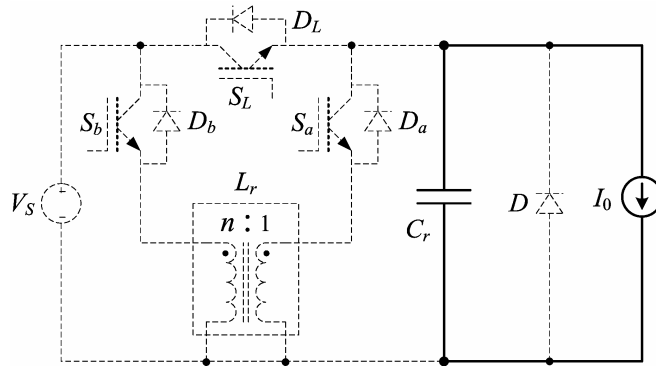 D_L
S_L
S_b
D_b
S_a
D_a
L_r
n : 1
V_S
C_r
D
I_0